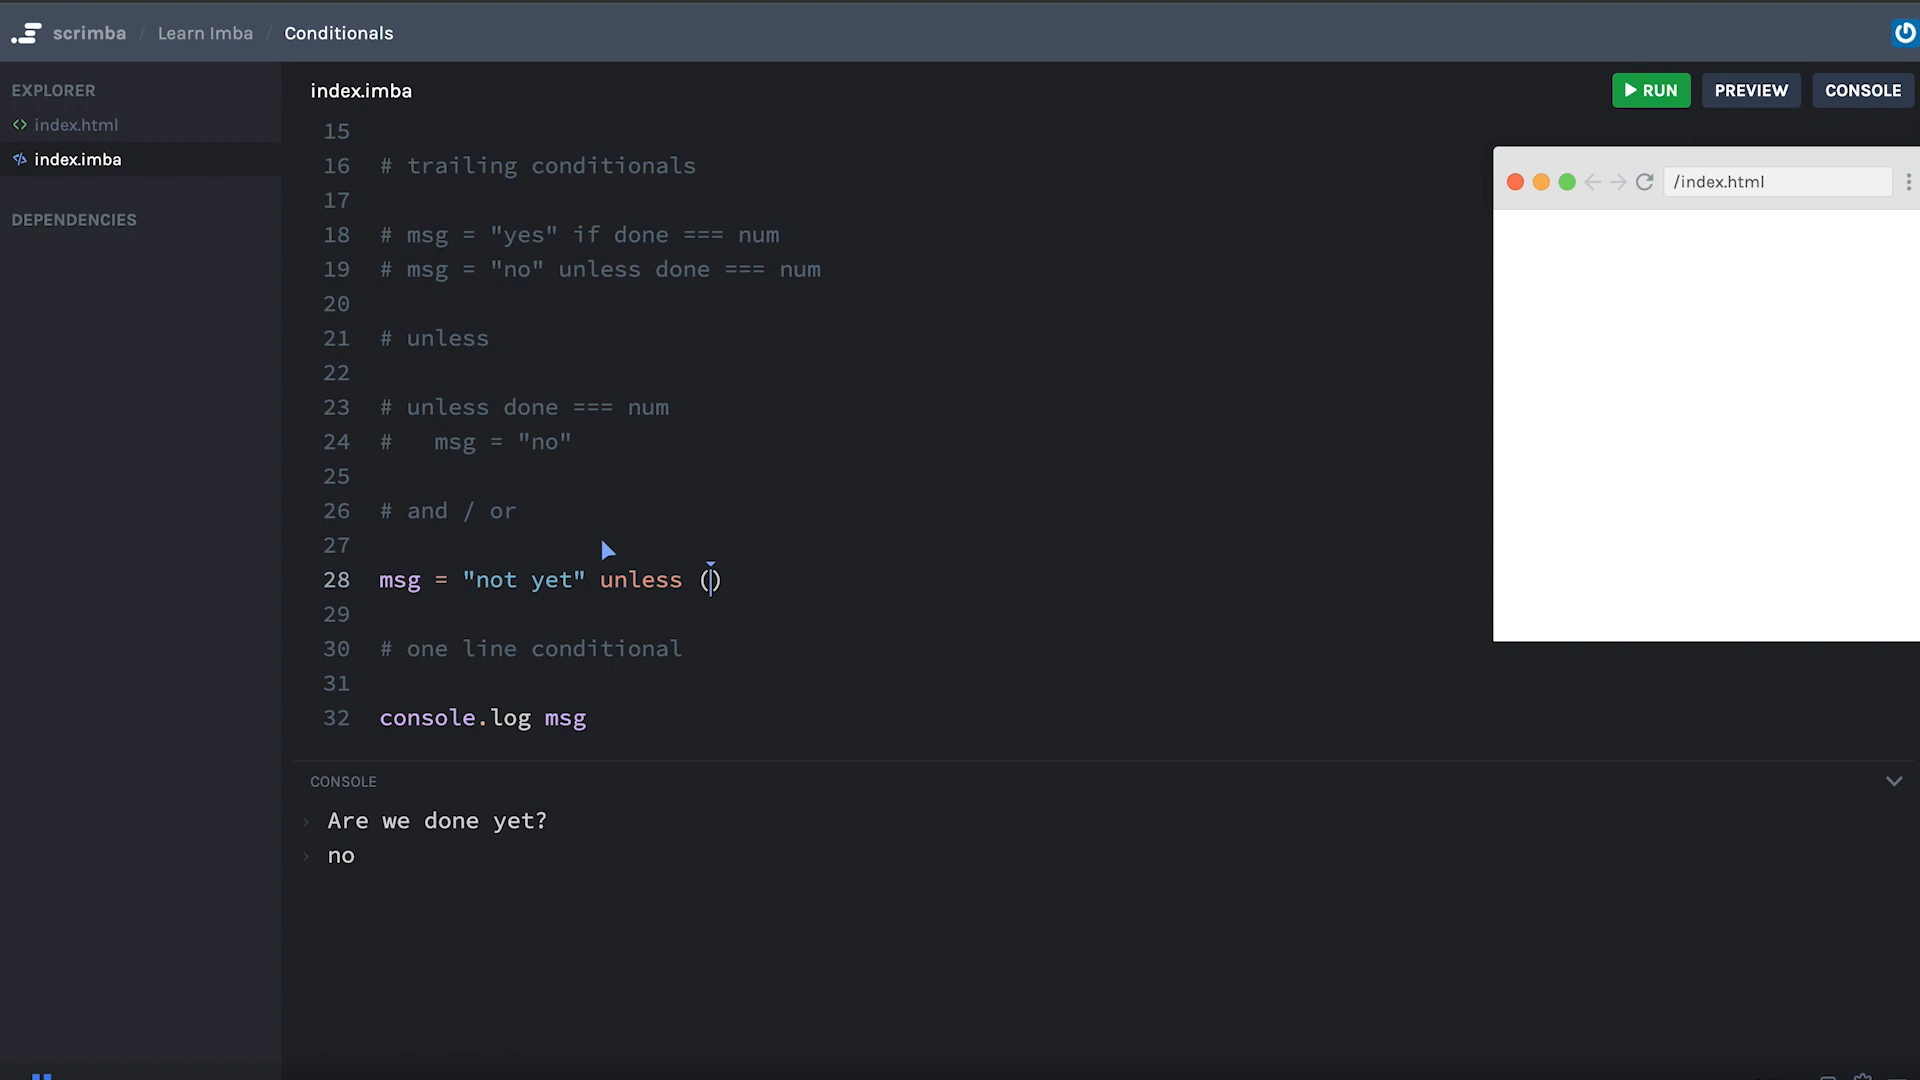 scrimba / Learn Imba / Conditionals
EXPLORER
<> index.html
index.imba
DEPENDENCIES
index.imba
RUN PREVIEW CONSOLE
/index.html
15
16 # trailing conditionals
17
18 # msg = "yes" if done === num
19 # msg = "no" unless done === num
20
21 # unless
22
23 # unless done === num
24 #   msg = "no"
25
26 # and / or
27
28 msg = "not yet" unless ()
29
30 # one line conditional
31
32 console.log msg
CONSOLE
› Are we done yet?
› no